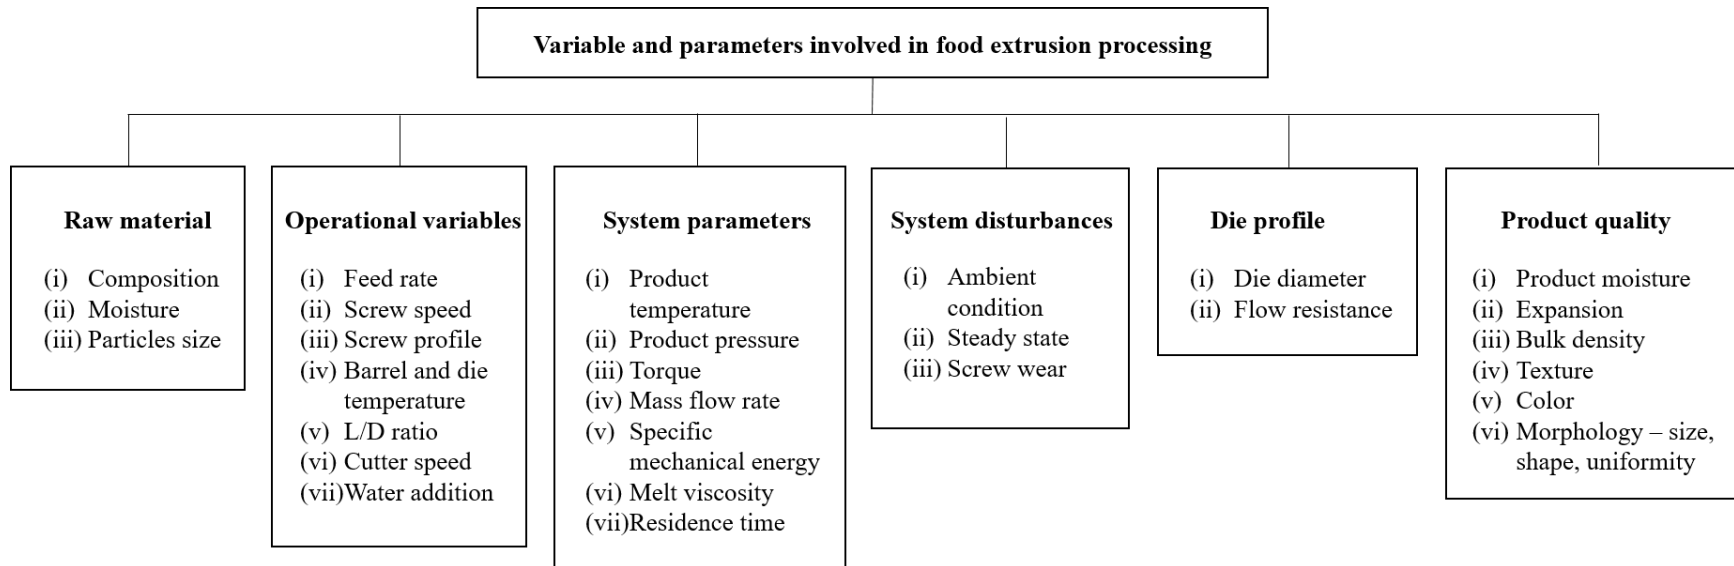 Variable and parameters involved in food extrusion processing
Raw material
(i) Composition
(ii) Moisture
(iii) Particles size
Operational variables
(i) Feed rate
(ii) Screw speed
(iii) Screw profile
(iv) Barrel and die
temperature
(v) L/D ratio
(vi) Cutter speed
(vii)Water addition
System parameters
(i) Product
temperature
(ii) Product pressure
(iii) Torque
(iv) Mass flow rate
(v) Specific
mechanical energy
(vi) Melt viscosity
(vii)Residence time
System disturbances
(i) Ambient
condition
(ii) Steady state
(iii) Screw wear
Die profile
(i) Die diameter
(ii) Flow resistance
Product quality
(i) Product moisture
(ii) Expansion
(iii) Bulk density
(iv) Texture
(v) Color
(vi) Morphology – size,
shape, uniformity